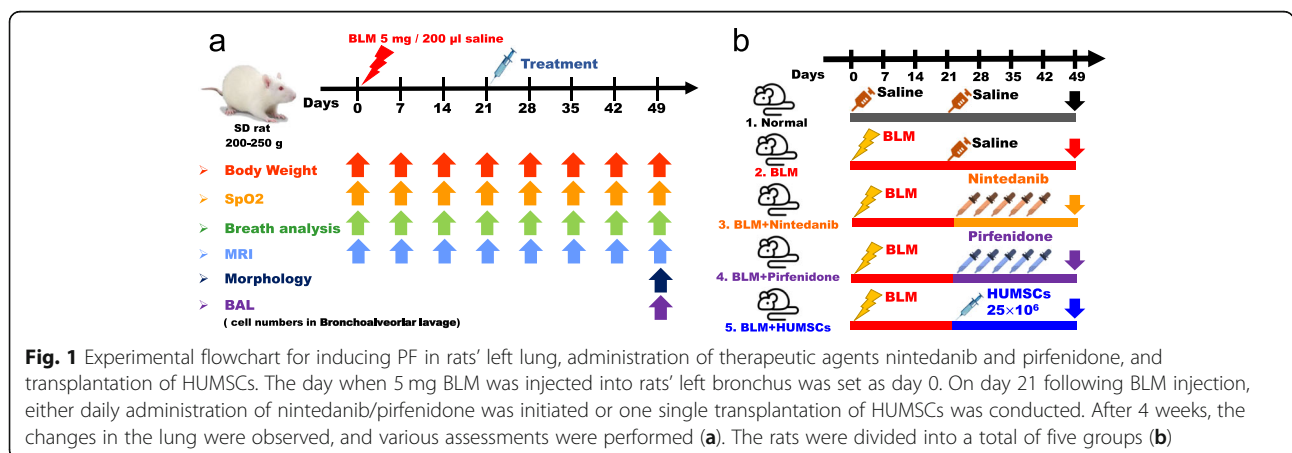 a
BLM 5 mg / 200 µl saline
Treatment
Days
0 7 14 21 28 35 42 49
SD rat
200-250 g
➢ Body Weight
➢ SpO2
➢ Breath analysis
➢ MRI
➢ Morphology
➢ BAL
( cell numbers in Bronchoalveorlar lavage)
b
Days
0 7 14 21 28 35 42 49
Saline Saline
1. Normal
BLM Saline
2. BLM
BLM Nintedanib
3. BLM+Nintedanib
BLM Pirfenidone
4. BLM+Pirfenidone
BLM HUMSCs
25×10⁶
5. BLM+HUMSCs
Fig. 1 Experimental flowchart for inducing PF in rats’ left lung, administration of therapeutic agents nintedanib and pirfenidone, and
transplantation of HUMSCs. The day when 5 mg BLM was injected into rats’ left bronchus was set as day 0. On day 21 following BLM injection,
either daily administration of nintedanib/pirfenidone was initiated or one single transplantation of HUMSCs was conducted. After 4 weeks, the
changes in the lung were observed, and various assessments were performed (a). The rats were divided into a total of five groups (b)